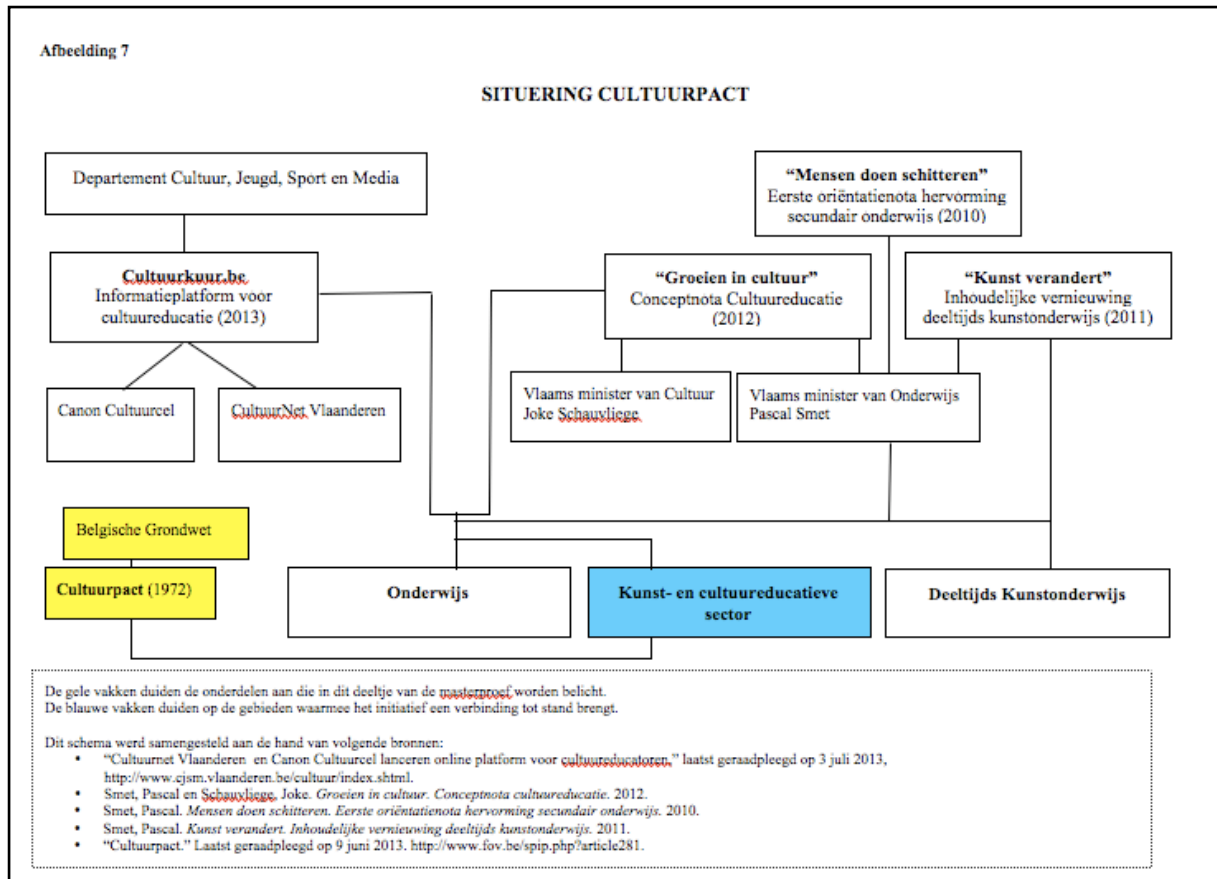 Afbeelding 7
SITUERING CULTUURPACT
Departement Cultuur, Jeugd, Sport en Media
“Mensen doen schitteren”
Eerste oriëntatienota hervorming
secundair onderwijs (2010)
Cultuurkuur.be
Informatieplatform voor
cultuureducatie (2013)
“Groeien in cultuur”
Conceptnota Cultuureducatie
(2012)
“Kunst verandert”
Inhoudelijke vernieuwing
deeltijds kunstonderwijs (2011)
Canon Cultuurcel
CultuurNet Vlaanderen
Vlaams minister van Cultuur
Joke Schauvliege
Vlaams minister van Onderwijs
Pascal Smet
Belgische Grondwet
Cultuurpact (1972)
Onderwijs
Kunst- en cultuureducatieve
sector
Deeltijds Kunstonderwijs
De gele vakken duiden de onderdelen aan die in dit deeltje van de masterproef worden belicht.
De blauwe vakken duiden op de gebieden waarmee het initiatief een verbinding tot stand brengt.
Dit schema werd samengesteld aan de hand van volgende bronnen:
• “Cultuurnet Vlaanderen en Canon Cultuurcel lanceren online platform voor cultuureducatoren,” laatst geraadpleegd op 3 juli 2013,
http://www.cjsm.vlaanderen.be/cultuur/index.shtml.
• Smet, Pascal en Schauvliege, Joke. Groeien in cultuur. Conceptnota cultuureducatie. 2012.
• Smet, Pascal. Mensen doen schitteren. Eerste oriëntatienota hervorming secundair onderwijs. 2010.
• Smet, Pascal. Kunst verandert. Inhoudelijke vernieuwing deeltijds kunstonderwijs. 2011.
• “Cultuurpact.” Laatst geraadpleegd op 9 juni 2013. http://www.fov.be/spip.php?article281.